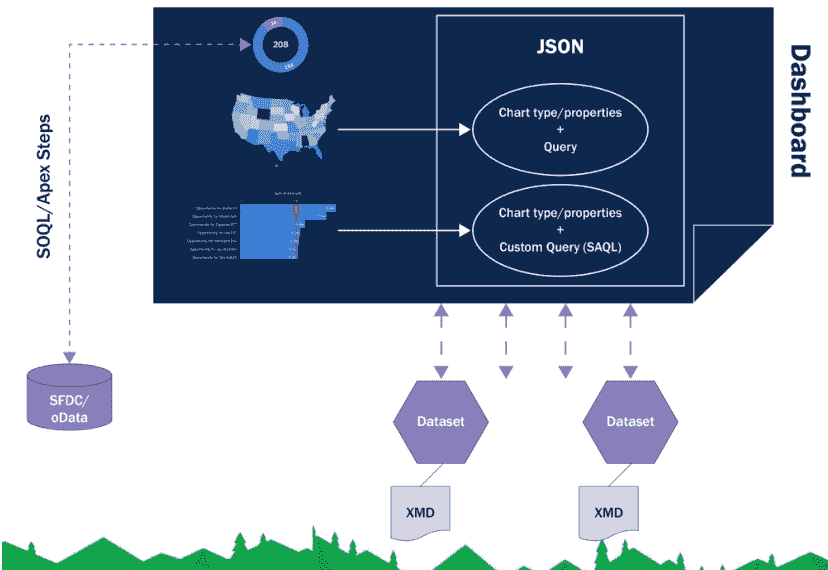 208
JSON
Chart type/properties
+
Query
Chart type/properties
+
Custom Query (SAQL)
Dashboard
SOQL/Apex Steps
SFDC/
oData
Dataset
Dataset
XMD
XMD